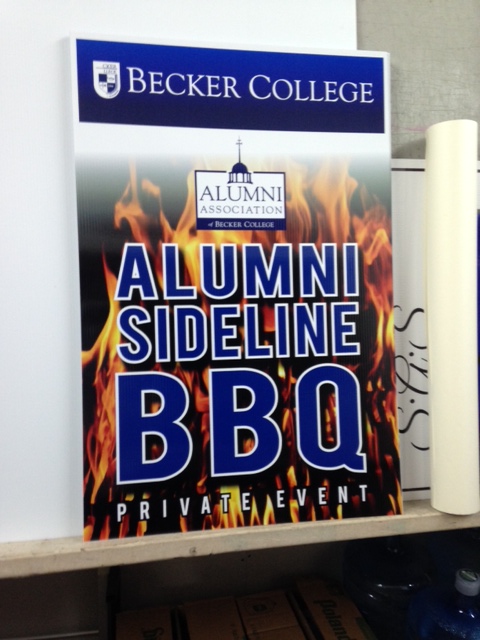 BECKER COLLEGE
ALUMNI
ASSOCIATION
of BECKER COLLEGE
ALUMNI
SIDELINE
BBQ
PRIVATE EVENT